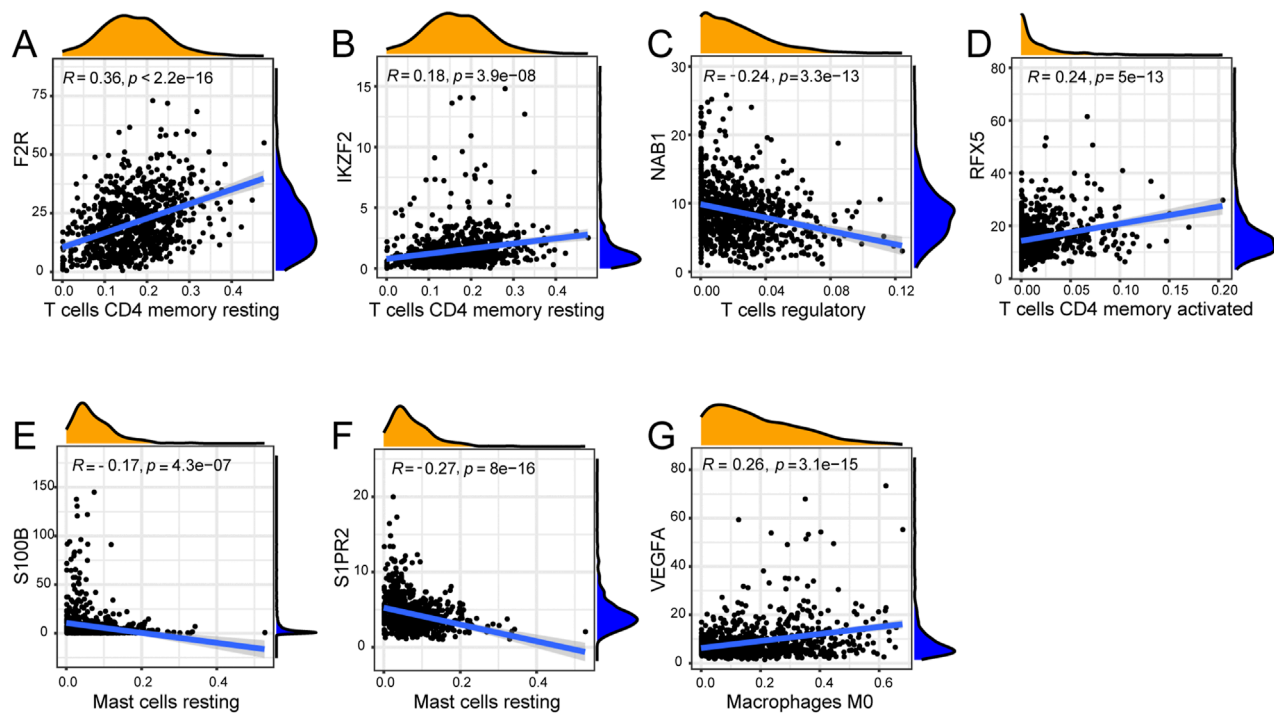 A
R = 0.36, p < 2.2e−16
F2R
75
50
25
0
0.0 0.1 0.2 0.3 0.4
T cells CD4 memory resting
B
R = 0.18, p = 3.9e−08
IKZF2
15
10
5
0
0.0 0.1 0.2 0.3 0.4
T cells CD4 memory resting
C
R = −0.24, p = 3.3e−13
NAB1
30
20
10
0
0.00 0.04 0.08 0.12
T cells regulatory
D
R = 0.24, p = 5e−13
RFX5
80
60
40
20
0
0.00 0.05 0.10 0.15 0.20
T cells CD4 memory activated
E
R = − 0.17, p = 4.3e−07
S100B
150
100
50
0
0.0 0.2 0.4
Mast cells resting
F
R = −0.27, p = 8e−16
S1PR2
20
10
0
0.0 0.2 0.4
Mast cells resting
G
R = 0.26, p = 3.1e−15
VEGFA
80
60
40
20
0
0.0 0.2 0.4 0.6
Macrophages M0